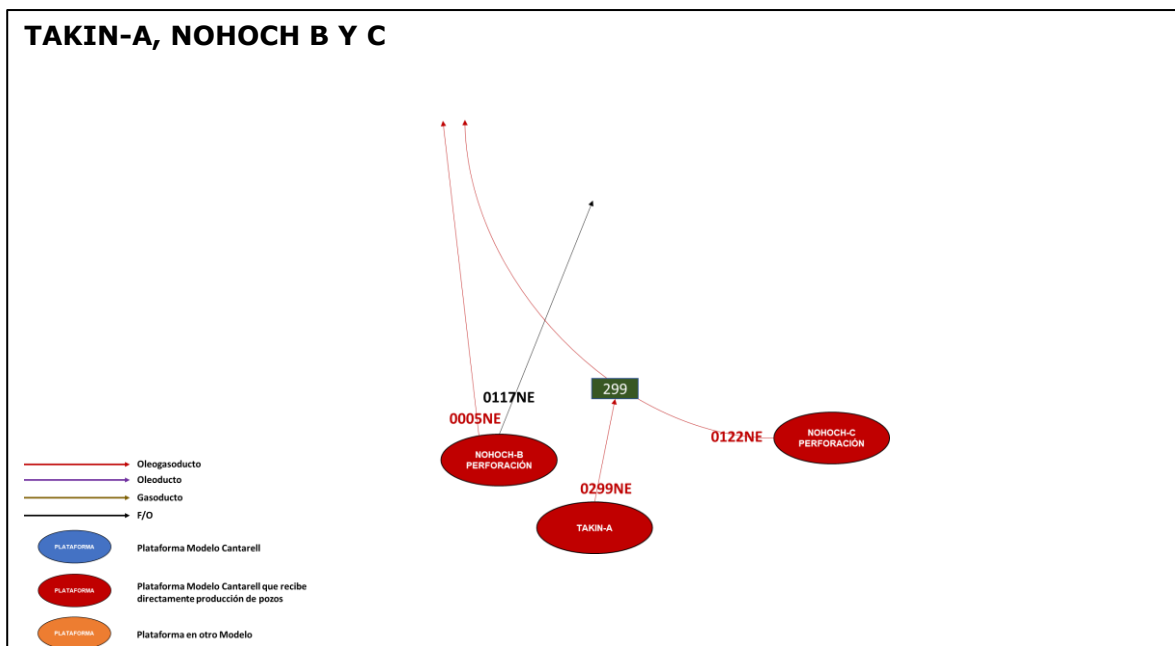 TAKIN-A, NOHOCH B Y C
299
0117NE
0005NE
0122NE
NOHOCH-C
PERFORACIÓN
NOHOCH-B
PERFORACIÓN
0299NE
TAKIN-A
Oleogasoducto
Oleoducto
Gasoducto
F/O
PLATAFORMA
Plataforma Modelo Cantarell
PLATAFORMA
Plataforma Modelo Cantarell que recibe
directamente producción de pozos
PLATAFORMA
Plataforma en otro Modelo